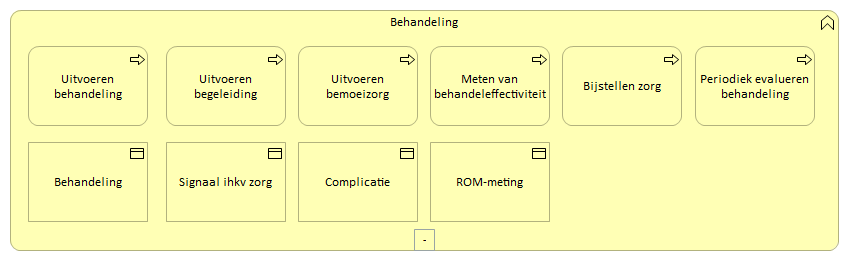 Behandeling
Uitvoeren
behandeling
Uitvoeren
begeleiding
Uitvoeren
bemoeizorg
Meten van
behandeleffectiviteit
Bijstellen zorg
Periodiek evalueren
behandeling
Behandeling
Signaal ihkv zorg
Complicatie
ROM-meting
-